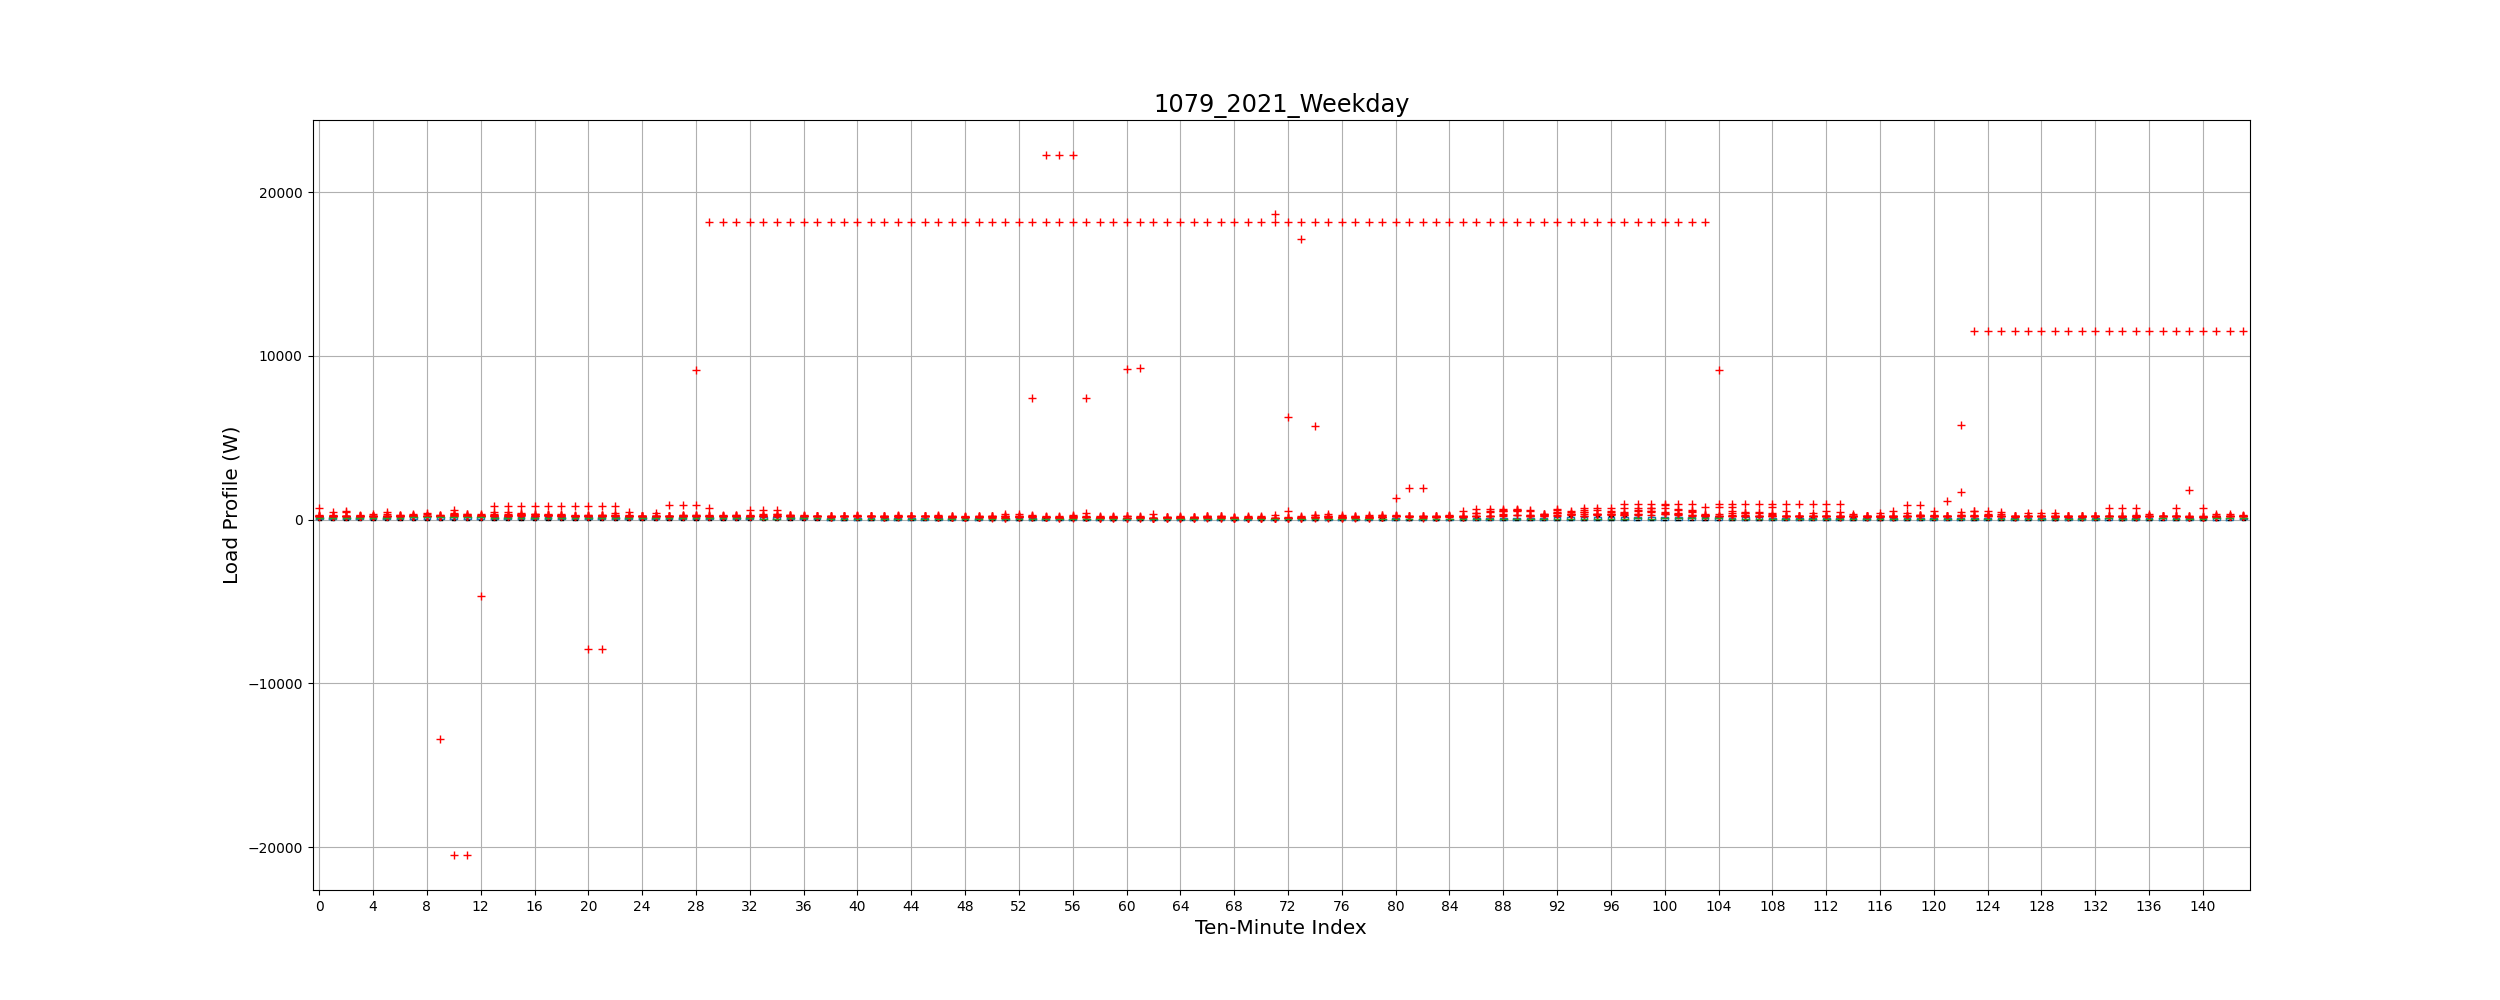 1079_2021_Weekday
20000
10000
0
−10000
−20000
Load Profile (W)
0 4 8 12 16 20 24 28 32 36 40 44 48 52 56 60 64 68 72 76 80 84 88 92 96 100 104 108 112 116 120 124 128 132 136 140
Ten-Minute Index